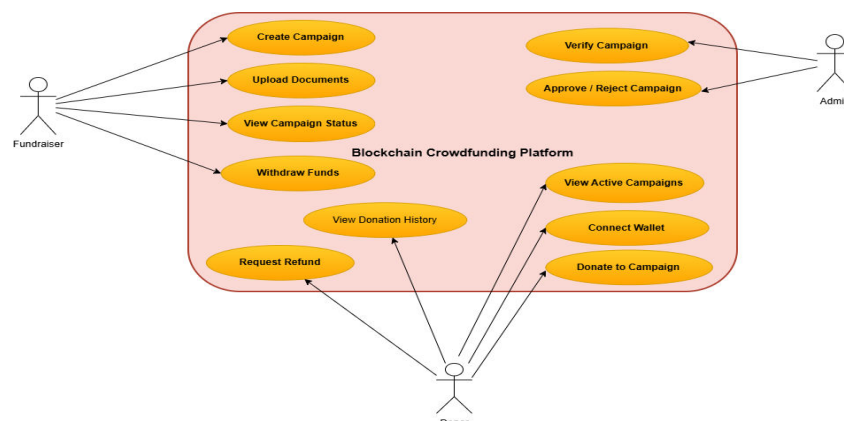 Create Campaign
Verify Campaign
Upload Documents
Approve / Reject Campaign
Fundraiser
Admi
View Campaign Status
Blockchain Crowdfunding Platform
Withdraw Funds
View Active Campaigns
View Donation History
Connect Wallet
Request Refund
Donate to Campaign